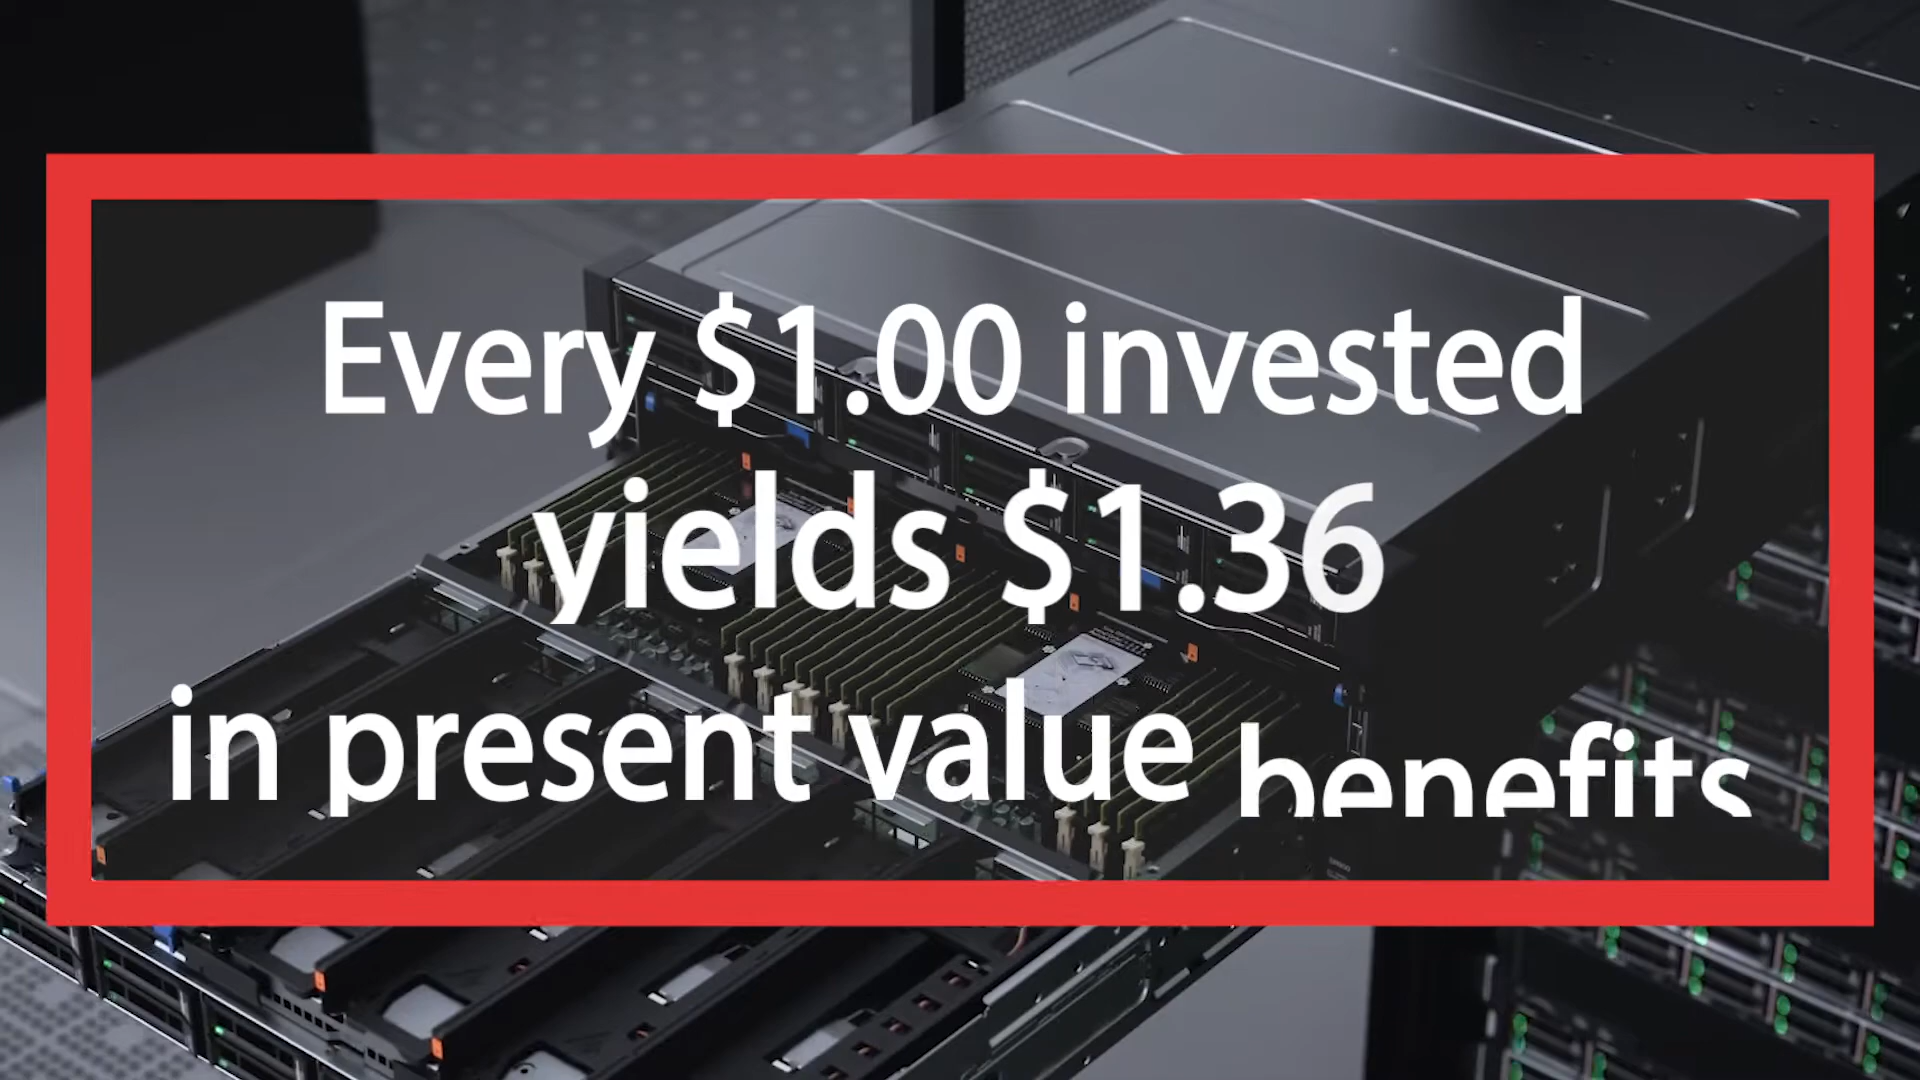 Every $1.00 invested
yields $1.36
in present value benefits